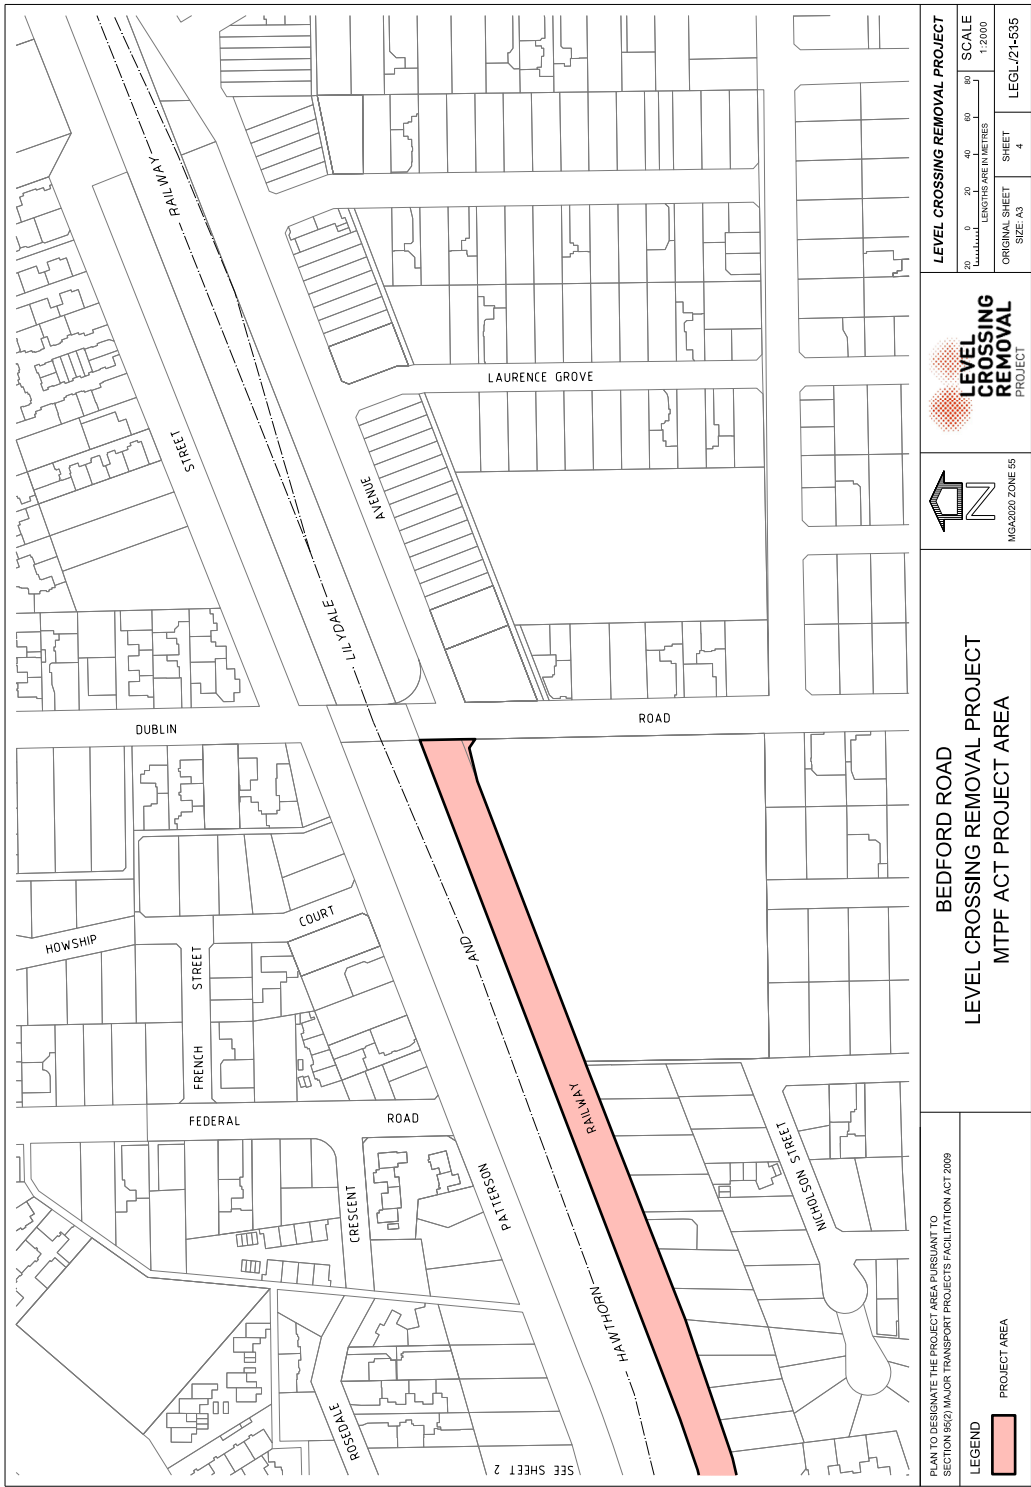 RAILWAY
STREET
AVENUE
LAURENCE GROVE
LILYDALE
DUBLIN
ROAD
HOWSHIP
COURT
STREET
FRENCH
AND
FEDERAL
ROAD
RAILWAY
CRESCENT
PATTERSON
NICHOLSON STREET
HAWTHORN
ROSEDALE
SEE SHEET 2
PLAN TO DESIGNATE THE PROJECT AREA PURSUANT TO
SECTION 95(2) MAJOR TRANSPORT PROJECTS FACILITATION ACT 2009
LEGEND
PROJECT AREA
BEDFORD ROAD
LEVEL CROSSING REMOVAL PROJECT
MTPF ACT PROJECT AREA
N
MGA2020 ZONE 55
LEVEL
CROSSING
REMOVAL
PROJECT
LEVEL CROSSING REMOVAL PROJECT
20 0 20 40 60 80
LENGTHS ARE IN METRES
SCALE
1:2000
ORIGINAL SHEET
SIZE: A3
SHEET
4
LEGL./21-535